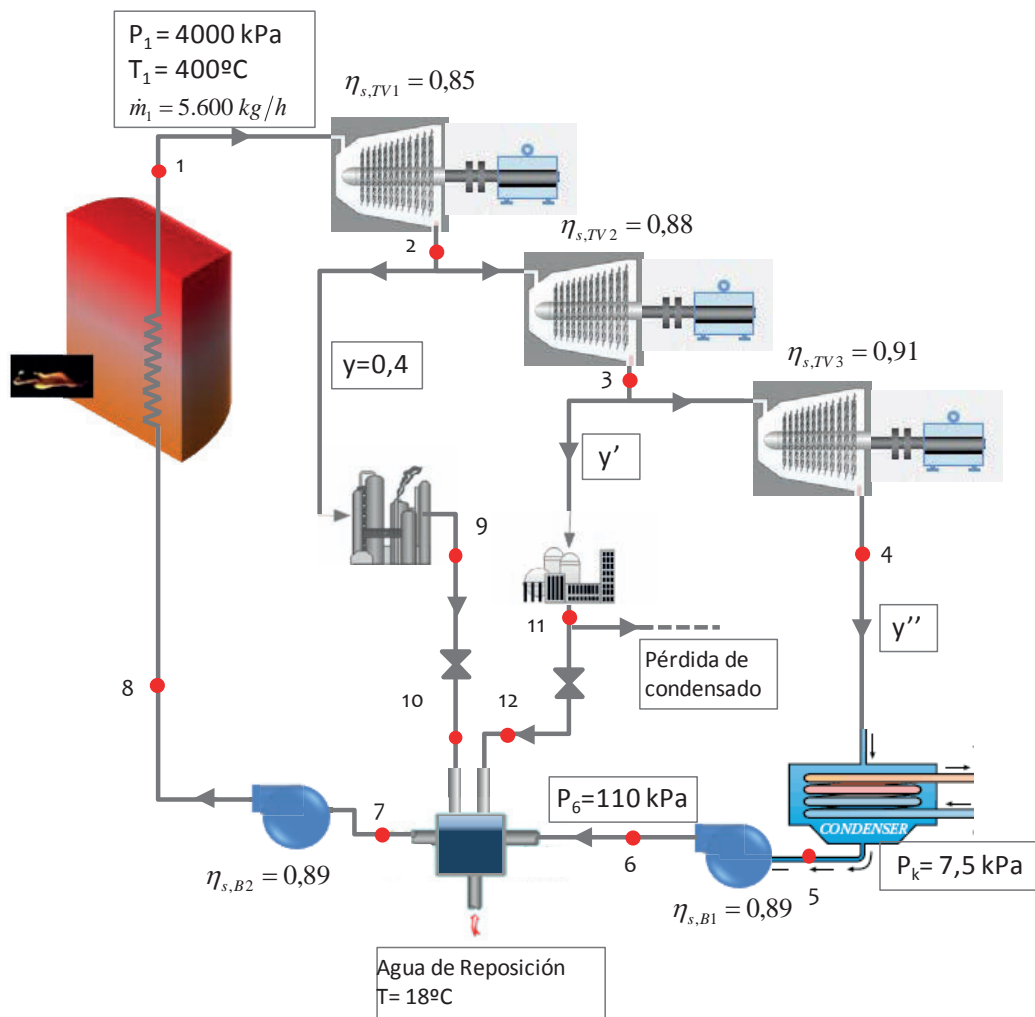 P₁ = 4000 kPa
T₁ = 400ºC
ṁ₁ = 5.600 kg/h
ηs,TV1 = 0,85
1
2
ηs,TV2 = 0,88
y=0,4
3
ηs,TV3 = 0,91
y'
9
4
11
y''
Pérdida de
condensado
8
10
12
P₆=110 kPa
7
6
CONDENSER
5
Pk= 7,5 kPa
ηs,B2 = 0,89
ηs,B1 = 0,89
Agua de Reposición
T= 18ºC